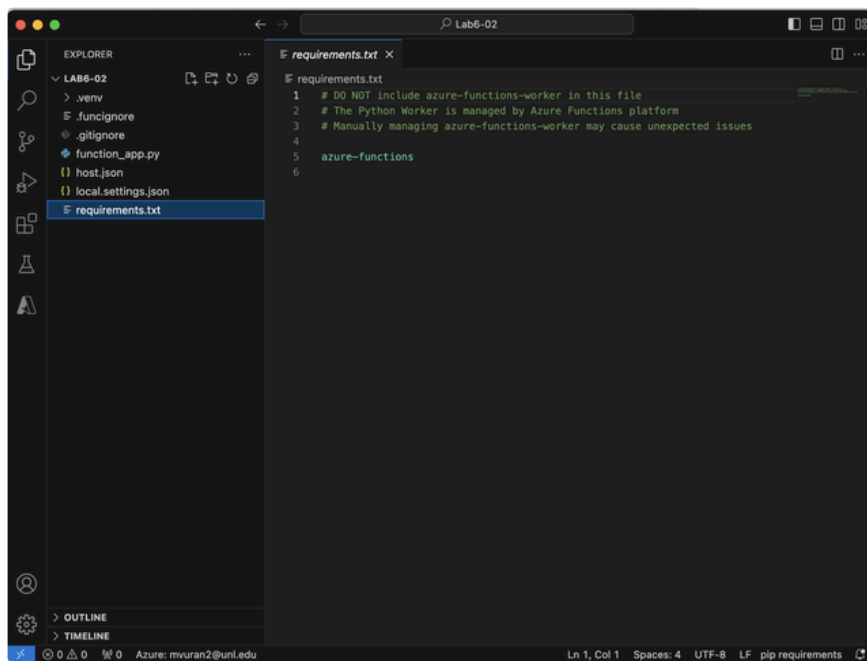 Lab6-02
EXPLORER
LAB6-02
.venv
.funcignore
.gitignore
function_app.py
{} host.json
{} local.settings.json
requirements.txt
OUTLINE
TIMELINE
requirements.txt
requirements.txt
1 # DO NOT include azure-functions-worker in this file
2 # The Python Worker is managed by Azure Functions platform
3 # Manually managing azure-functions-worker may cause unexpected issues
4
5 azure-functions
6
0 0 0 Azure: mvuran2@unl.edu Ln 1, Col 1 Spaces: 4 UTF-8 LF pip requirements